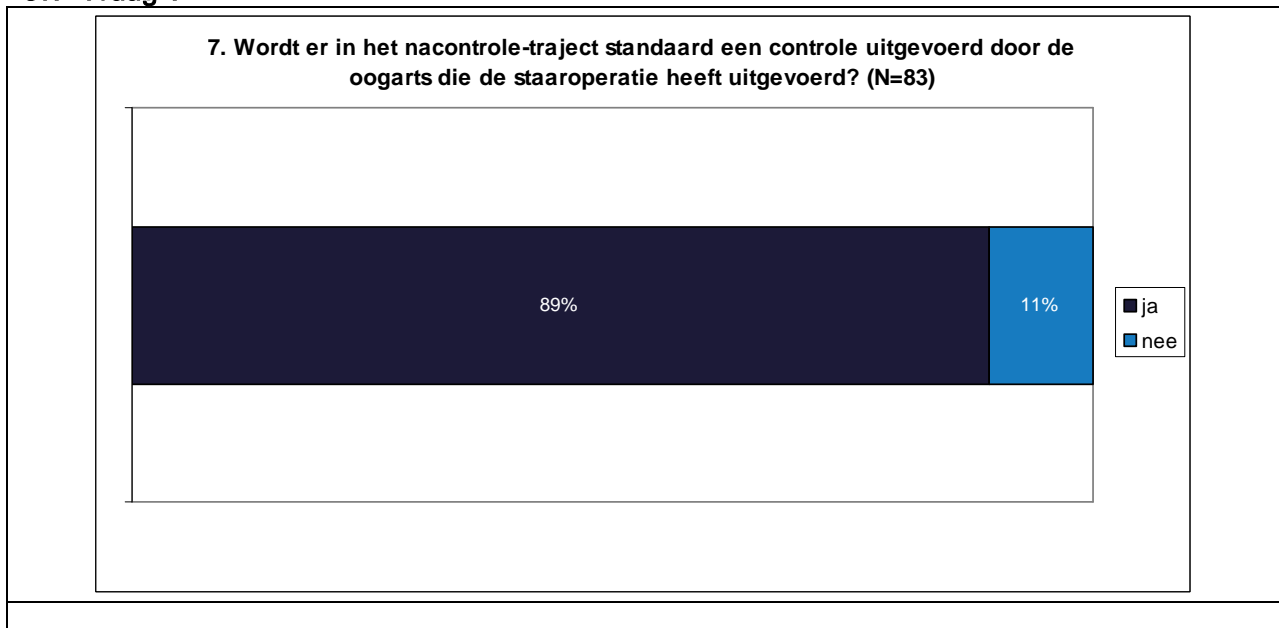 7. Wordt er in het nacontrole-traject standaard een controle uitgevoerd door de
oogarts die de staaroperatie heeft uitgevoerd? (N=83)
89%
11%
ja
nee